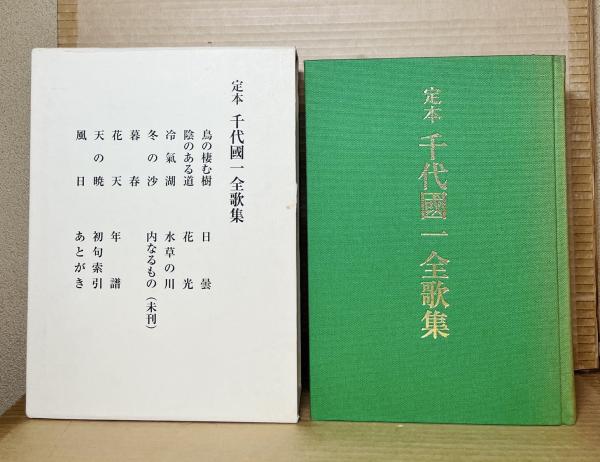 定本 千代國一全歌集
鳥の棲む樹
陰のある道
冷氣湖
冬の沙
暮春
花天
天の暁
風日
日曇
花光
水草の川
内なるもの（未刊）
年譜
初句索引
あとがき
定本 千代國一全歌集